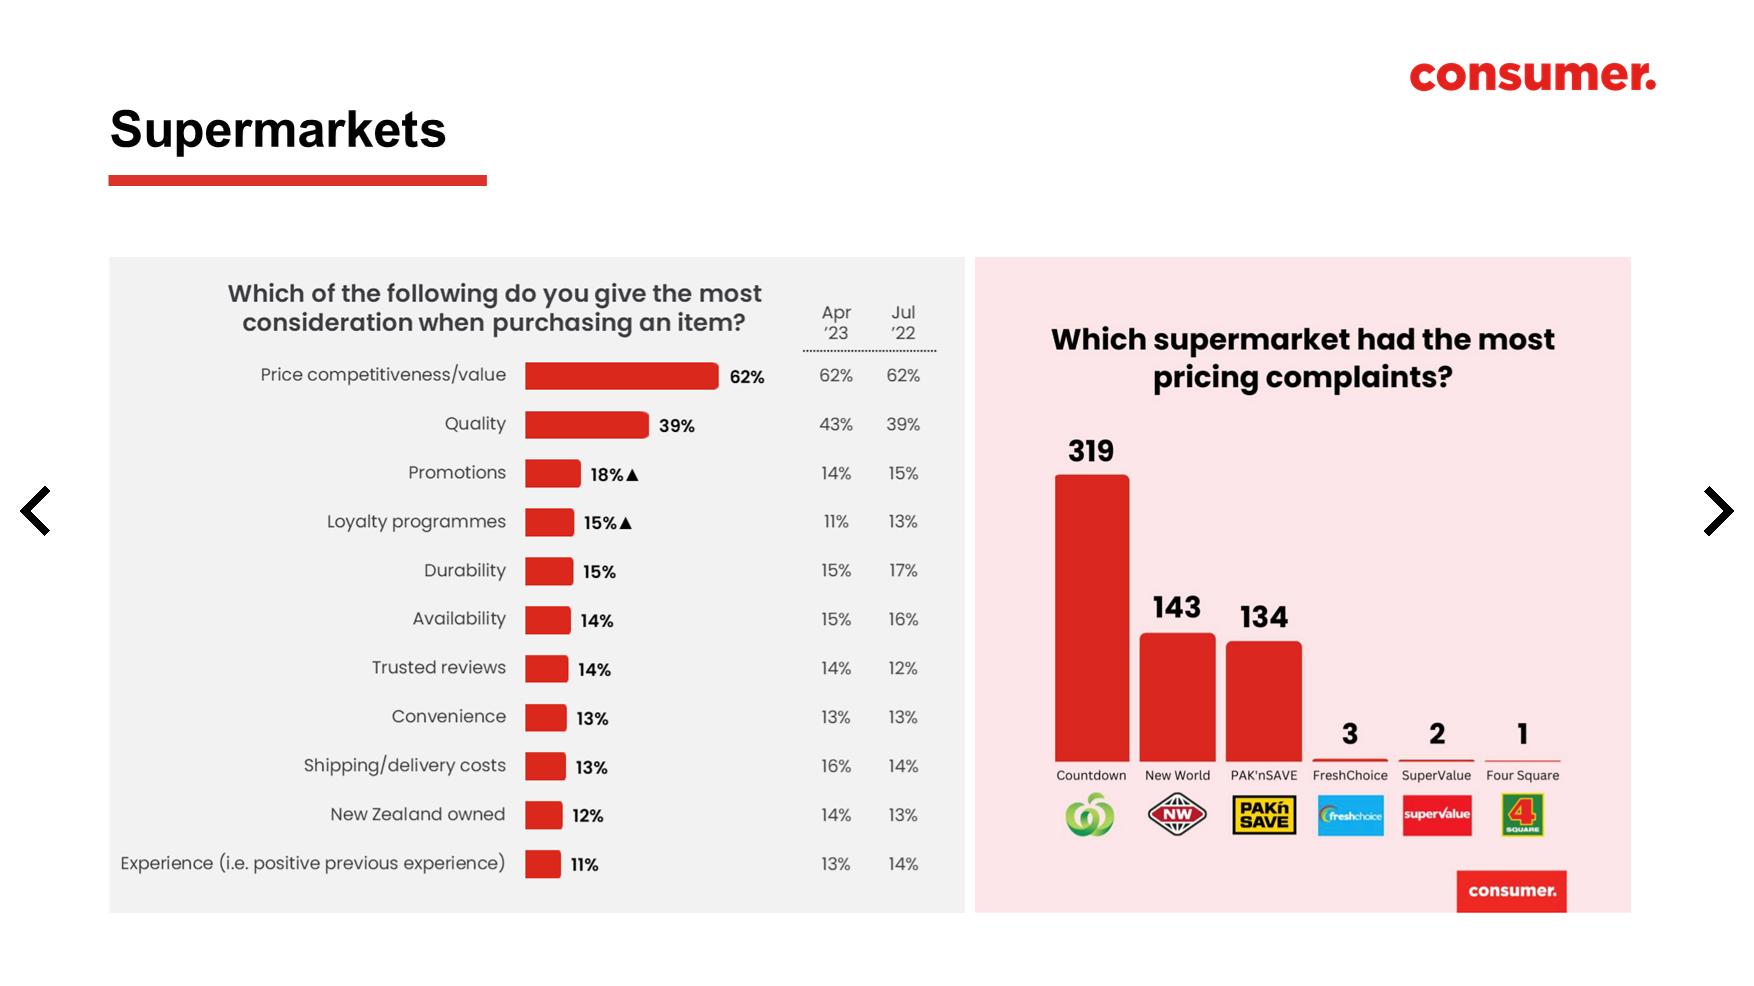 consumer.
Supermarkets
Which of the following do you give the most
consideration when purchasing an item?
Apr Jul
'23 '22
Price competitiveness/value 62% 62% 62%
Quality 39% 43% 39%
Promotions 18%▲ 14% 15%
Loyalty programmes 15%▲ 11% 13%
Durability 15% 15% 17%
Availability 14% 15% 16%
Trusted reviews 14% 14% 12%
Convenience 13% 13% 13%
Shipping/delivery costs 13% 16% 14%
New Zealand owned 12% 14% 13%
Experience (i.e. positive previous experience) 11% 13% 14%
Which supermarket had the most
pricing complaints?
319
143
134
3
2
1
Countdown New World PAK'nSAVE FreshChoice SuperValue Four Square
NW
PAK'n
SAVE
freshchoice
supervalue
4
SQUARE
consumer.